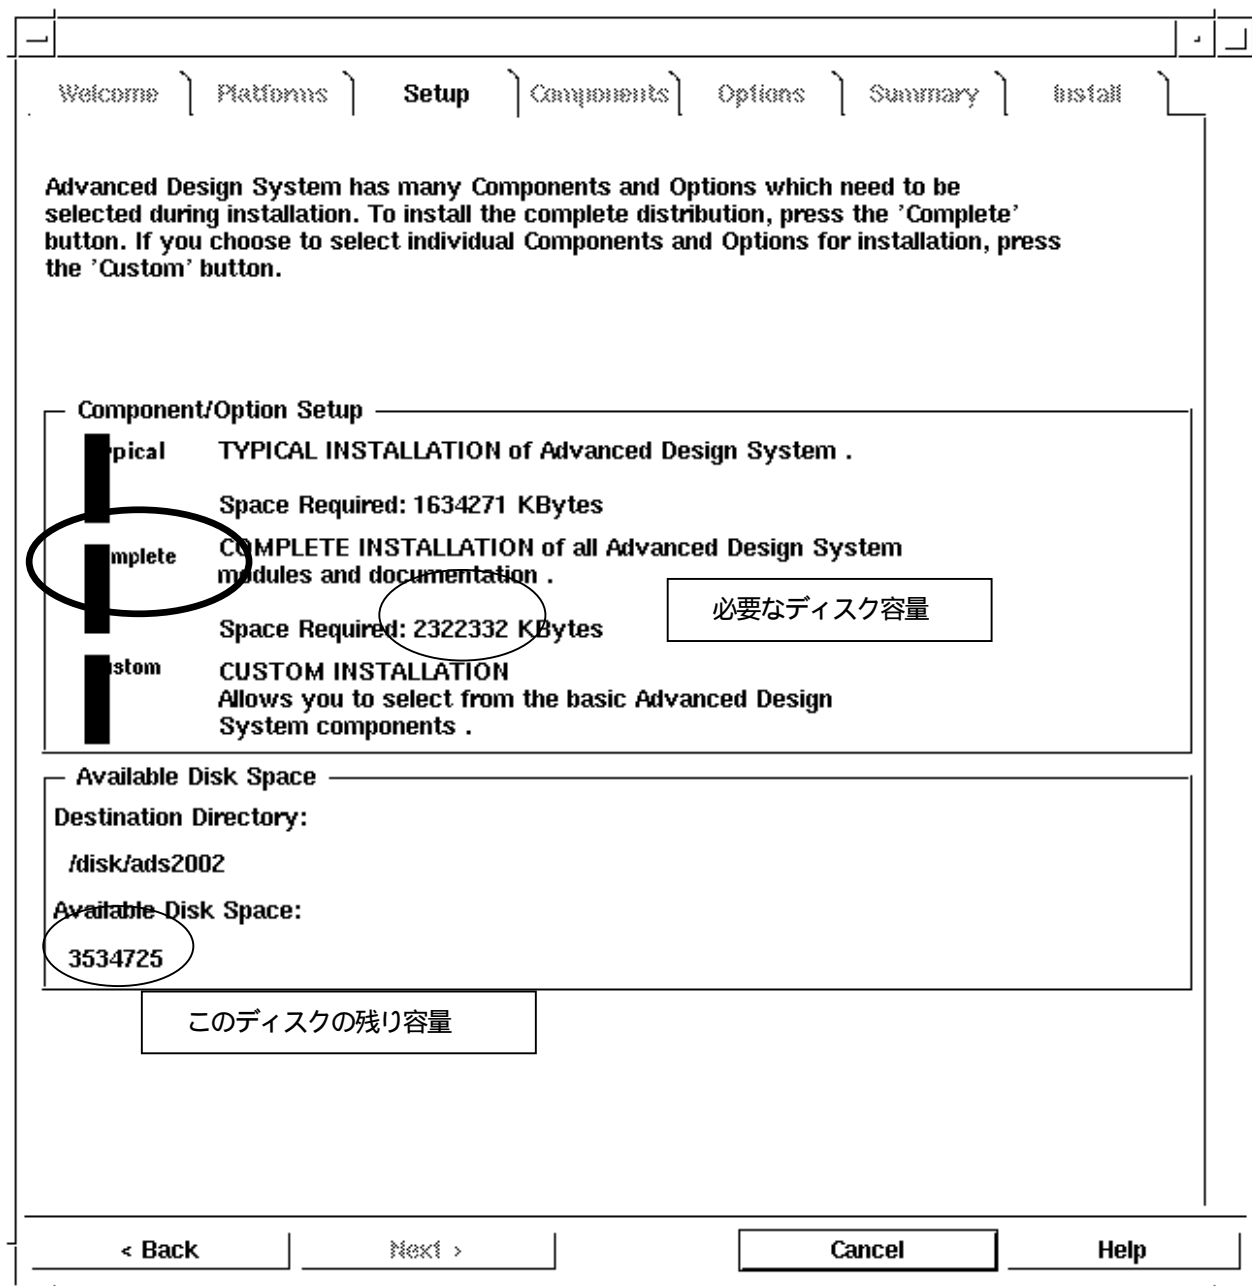 Welcome Platforms Setup Components Options Summary Install
Advanced Design System has many Components and Options which need to be
selected during installation. To install the complete distribution, press the 'Complete'
button. If you choose to select individual Components and Options for installation, press
the 'Custom' button.
Component/Option Setup
pical TYPICAL INSTALLATION of Advanced Design System .
Space Required: 1634271 KBytes
mplete COMPLETE INSTALLATION of all Advanced Design System
modules and documentation .
必要なディスク容量
Space Required: 2322332 KBytes
stom CUSTOM INSTALLATION
Allows you to select from the basic Advanced Design
System components .
Available Disk Space
Destination Directory:
/disk/ads2002
Available Disk Space:
3534725
このディスクの残り容量
< Back Next > Cancel Help